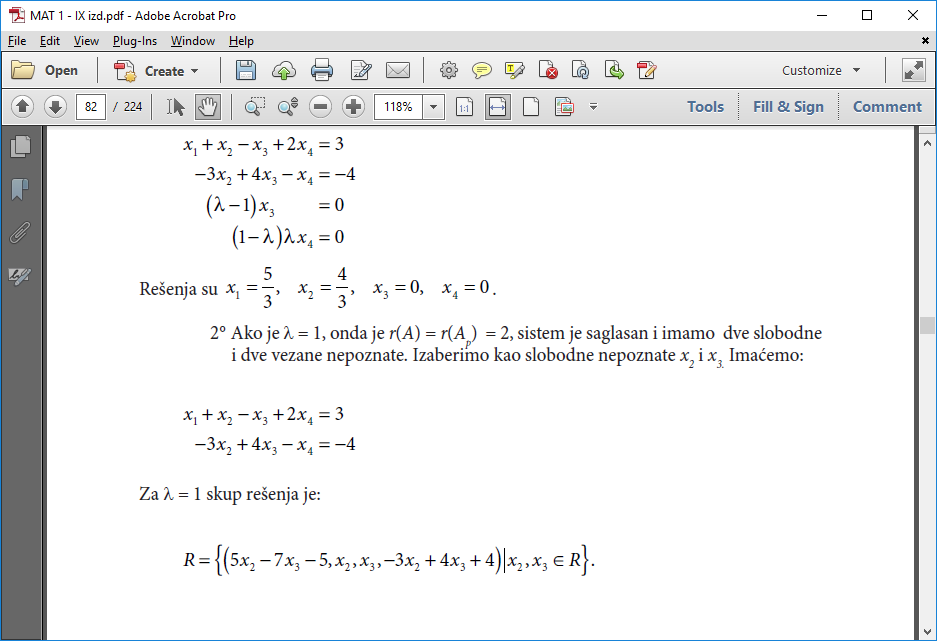 MAT 1 - IX izd.pdf - Adobe Acrobat Pro
File Edit View Plug-Ins Window Help
Open Create Customize
82 / 224 118% Tools Fill & Sign Comment
x₁ + x₂ − x₃ + 2x₄ = 3
−3x₂ + 4x₃ − x₄ = −4
(λ − 1)x₃ = 0
(1 − λ)λx₄ = 0
Rešenja su x₁ = 5/3, x₂ = 4/3, x₃ = 0, x₄ = 0.
2° Ako je λ = 1, onda je r(A) = r(Aₚ) = 2, sistem je saglasan i imamo dve slobodne
i dve vezane nepoznate. Izaberimo kao slobodne nepoznate x₂ i x₃. Imaćemo:
x₁ + x₂ − x₃ + 2x₄ = 3
−3x₂ + 4x₃ − x₄ = −4
Za λ = 1 skup rešenja je:
R = {(5x₂ − 7x₃ − 5, x₂, x₃, −3x₂ + 4x₃ + 4)|x₂, x₃ ∈ R}.